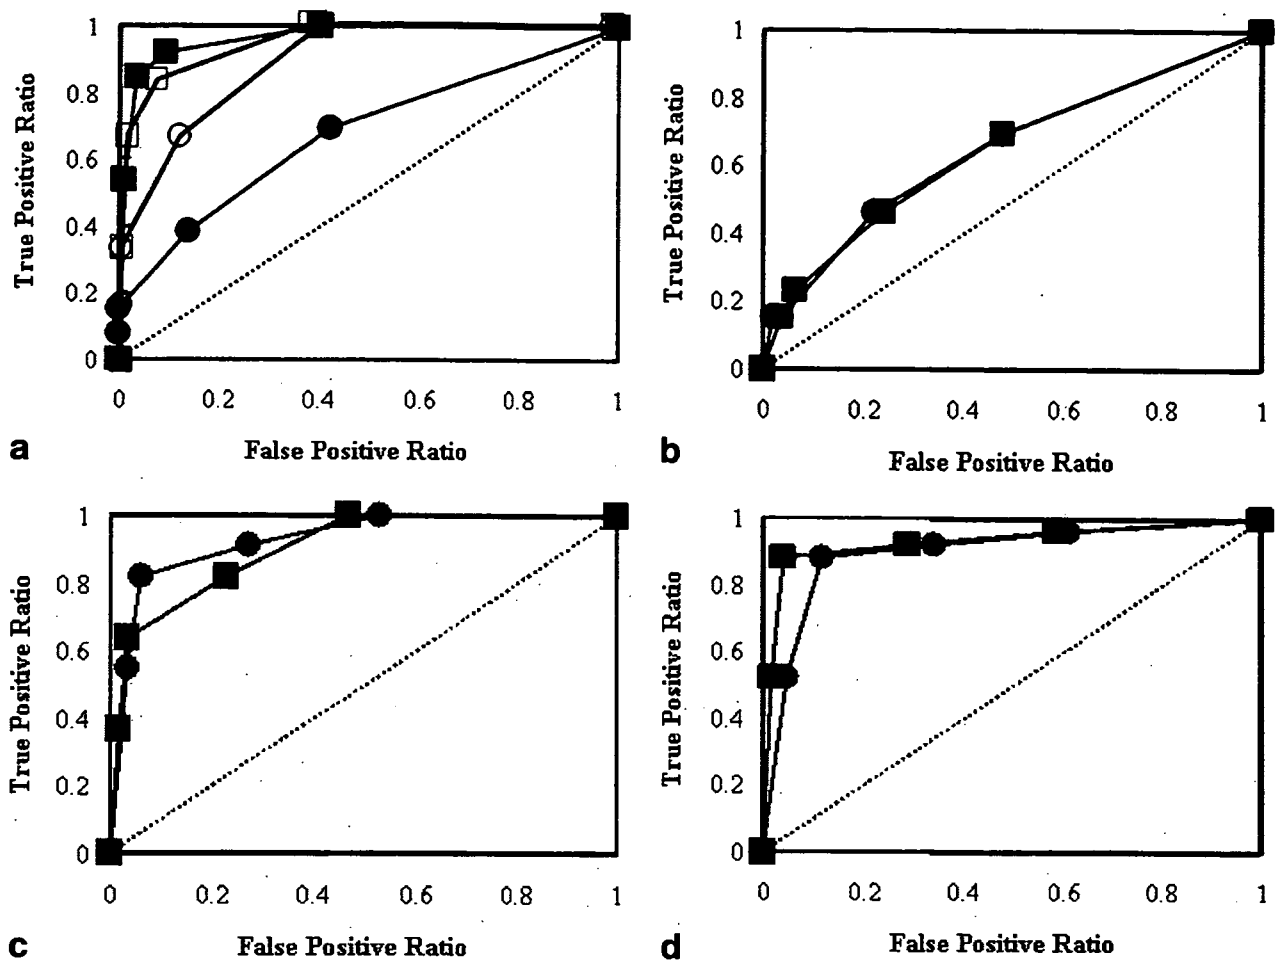 1
0.8
0.6
0.4
0.2
0
True Positive Ratio
0 0.2 0.4 0.6 0.8 1
a False Positive Ratio
1
0.8
0.6
0.4
0.2
0
True Positive Ratio
0 0.2 0.4 0.6 0.8 1
b False Positive Ratio
1
0.8
0.6
0.4
0.2
0
True Positive Ratio
0 0.2 0.4 0.6 0.8 1
c False Positive Ratio
1
0.8
0.6
0.4
0.2
0
True Positive Ratio
0 0.2 0.4 0.6 0.8 1
d False Positive Ratio